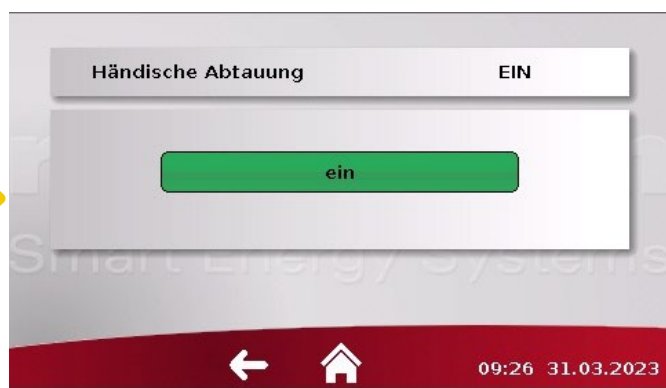 Händische Abtauung EIN
ein
Smart Energy Systems
09:26 31.03.2023